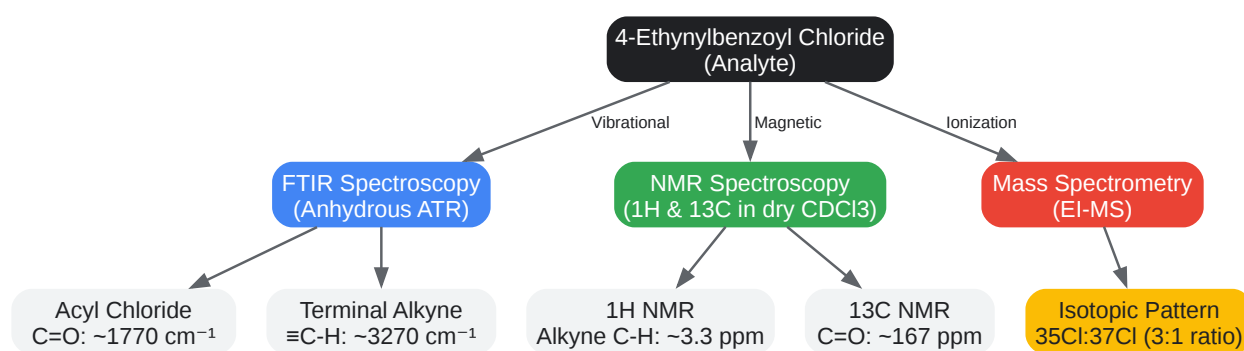 4-Ethynylbenzoyl Chloride
(Analyte)
Vibrational
Magnetic
Ionization
FTIR Spectroscopy
(Anhydrous ATR)
NMR Spectroscopy
(1H & 13C in dry CDCl3)
Mass Spectrometry
(EI-MS)
Acyl Chloride
C=O: ~1770 cm⁻¹
Terminal Alkyne
≡C-H: ~3270 cm⁻¹
1H NMR
Alkyne C-H: ~3.3 ppm
13C NMR
C=O: ~167 ppm
Isotopic Pattern
35Cl:37Cl (3:1 ratio)